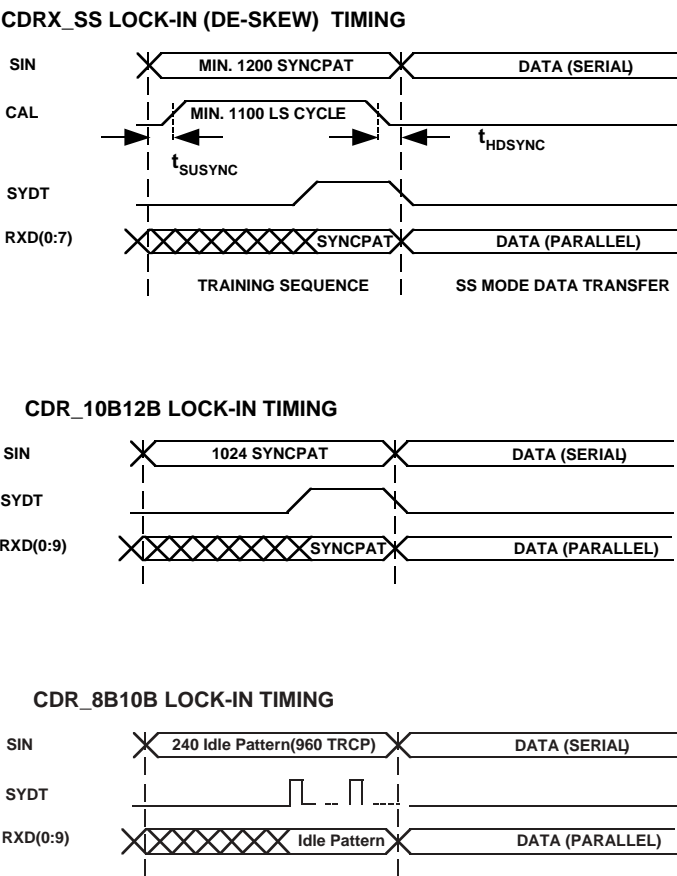 CDRX_SS LOCK-IN (DE-SKEW) TIMING
SIN
MIN. 1200 SYNCPAT
DATA (SERIAL)
CAL
MIN. 1100 LS CYCLE
tSUSYNC
tHDSYNC
SYDT
RXD(0:7)
SYNCPAT
DATA (PARALLEL)
TRAINING SEQUENCE
SS MODE DATA TRANSFER
CDR_10B12B LOCK-IN TIMING
SIN
1024 SYNCPAT
DATA (SERIAL)
SYDT
RXD(0:9)
SYNCPAT
DATA (PARALLEL)
CDR_8B10B LOCK-IN TIMING
SIN
240 Idle Pattern(960 TRCP)
DATA (SERIAL)
SYDT
RXD(0:9)
Idle Pattern
DATA (PARALLEL)